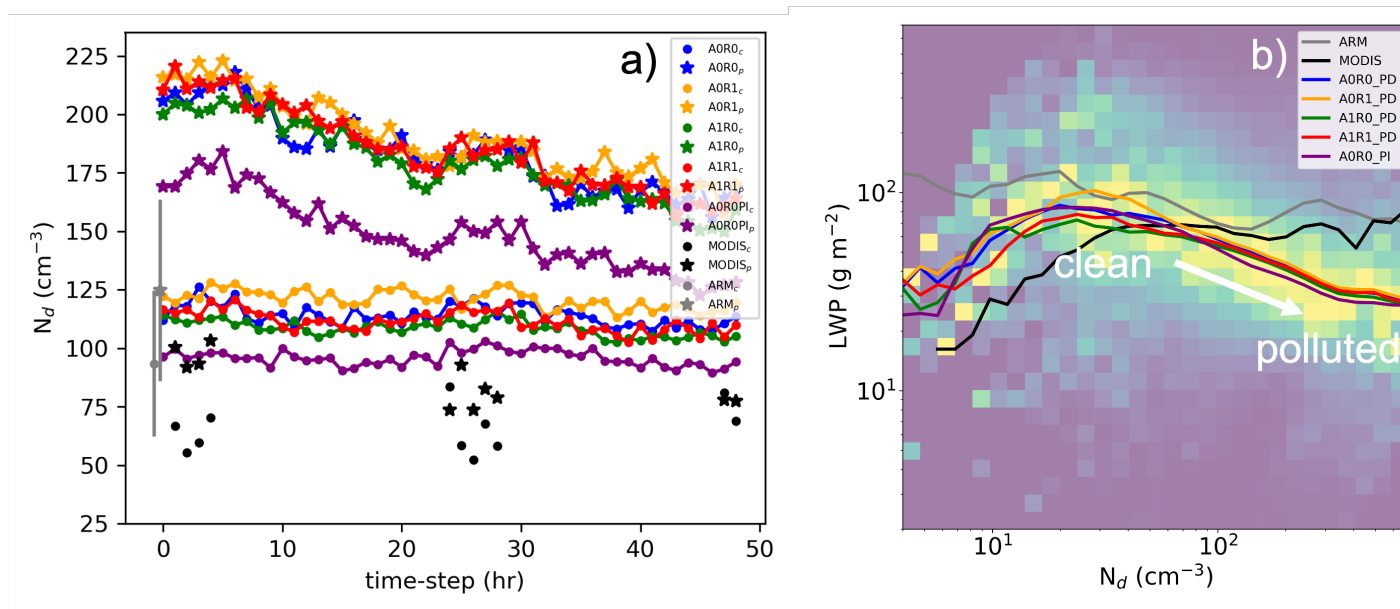 a)
225
200
175
150
125
100
75
50
25
N_d (cm⁻³)
0
10
20
30
40
50
time-step (hr)
A0R0_c
A0R0_p
A0R1_c
A0R1_p
A1R0_c
A1R0_p
A1R1_c
A1R1_p
A0R0PI_c
A0R0PI_p
MODIS_c
MODIS_p
ARM_c
ARM_p
b)
ARM
MODIS
A0R0_PD
A0R1_PD
A1R0_PD
A1R1_PD
A0R0_PI
LWP (g m⁻²)
10²
10¹
clean
polluted
10¹
10²
N_d (cm⁻³)